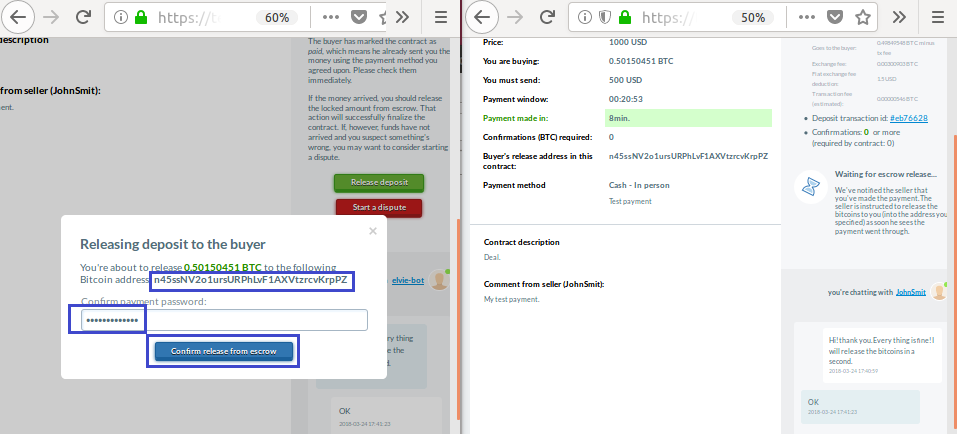 https://
60%
description
from seller (JohnSmit):
The buyer has marked the contract as
paid, which means he already sent you the
money using the payment method you
agreed upon. Please check them
immediately.
If the money arrived, you should release
the locked amount from escrow. That
action will successfully finalize the
contract. If, however, funds have not
arrived and you suspect something's
wrong, you may want to consider starting
a dispute.
Release deposit
Start a dispute
Releasing deposit to the buyer
×
You're about to release 0.50150451 BTC to the following
Bitcoin address: n45ssNV2o1ursURPhLvF1AXVtzrcvKrpPZ
Confirm payment password:
•••••••••••••
Confirm release from escrow
elvie-bot
ery thing
e the
OK
2018-03-24 17:41:23
https://
50%
Price: 1000 USD
You are buying: 0.50150451 BTC
You must send: 500 USD
Payment window: 00:20:53
Payment made in: 8min.
Confirmations (BTC) required: 0
Buyer's release address in this
contract:
n45ssNV2o1ursURPhLvF1AXVtzrcvKrpPZ
Payment method Cash - In person
Test payment
Contract description
Deal.
Comment from seller (JohnSmit):
My test payment.
Goes to the buyer:
ts fee
Exchange fee:
Fiat exchange fee
deduction:
1.5 USD
Transaction fee
(estimated):
0.00000546 BTC
Deposit transaction id: #eb76628
Confirmations: 0 or more
(required by contract: 0)
Waiting for escrow release...
We've notified the seller that
you've made the payment. The
seller is instructed to release the
bitcoins to you (into the address you
specified) as soon he sees the
payment went through.
you're chatting with JohnSmit
Hi! thank you. Every thing is fine! I
will release the bitcoins in a
second.
2018-03-24 17:40:59
OK
2018-03-24 17:41:23